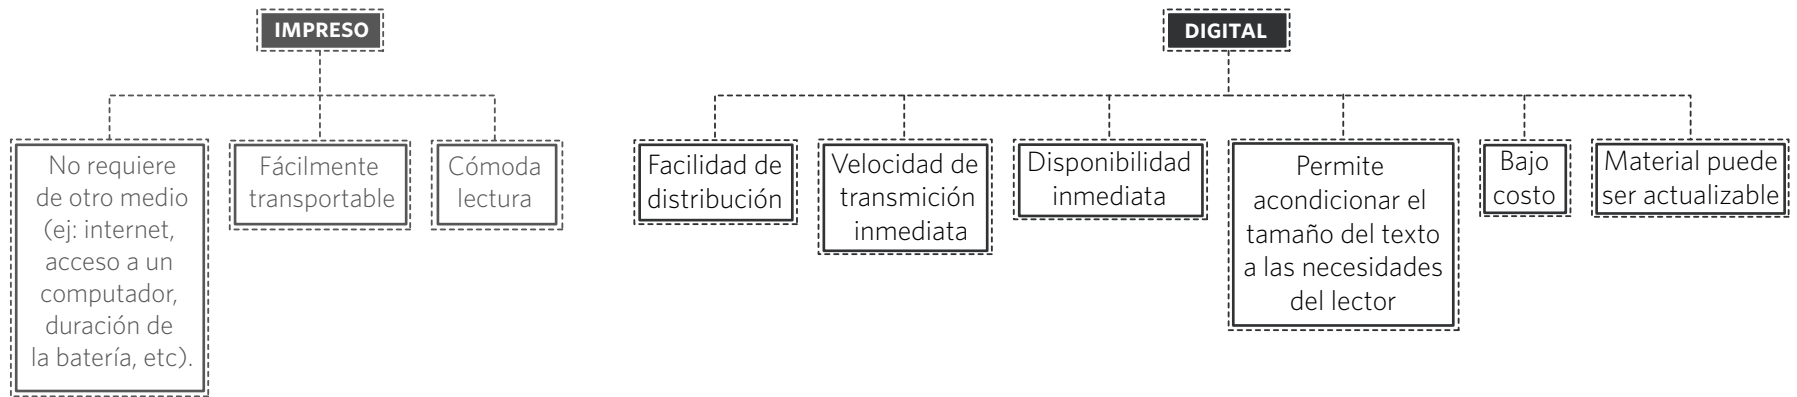 IMPRESO
No requiere
de otro medio
(ej: internet,
acceso a un
computador,
duración de
la batería, etc).
Fácilmente
transportable
Cómoda
lectura
DIGITAL
Facilidad de
distribución
Velocidad de
transmición
inmediata
Disponibilidad
inmediata
Permite
acondicionar el
tamaño del texto
a las necesidades
del lector
Bajo
costo
Material puede
ser actualizable